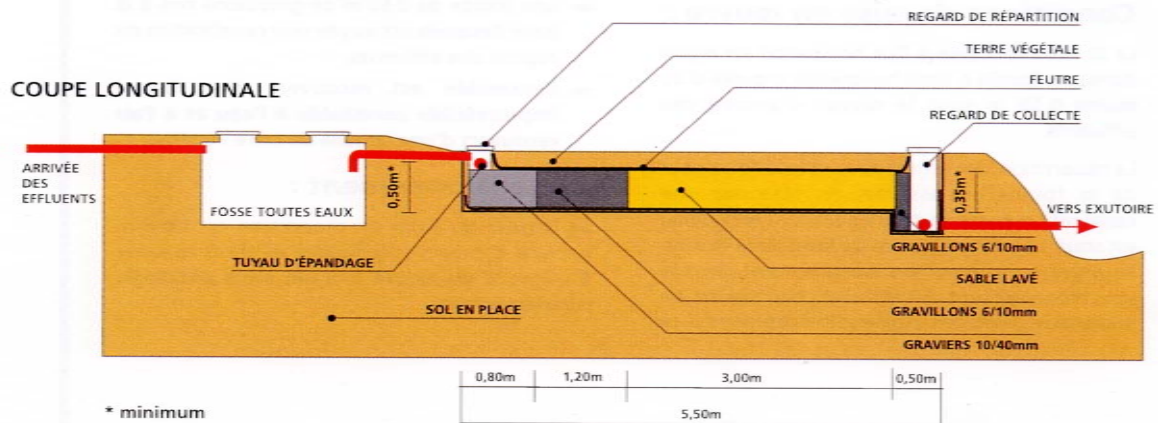 REGARD DE RÉPARTITION
TERRE VÉGÉTALE
COUPE LONGITUDINALE
FEUTRE
REGARD DE COLLECTE
ARRIVÉE
DES
EFFLUENTS
0,50m*
0,35m*
FOSSE TOUTES EAUX
VERS EXUTOIRE
GRAVILLONS 6/10mm
TUYAU D'ÉPANDAGE
SABLE LAVÉ
SOL EN PLACE
GRAVILLONS 6/10mm
GRAVIERS 10/40mm
0,80m
1,20m
3,00m
0,50m
* minimum
5,50m